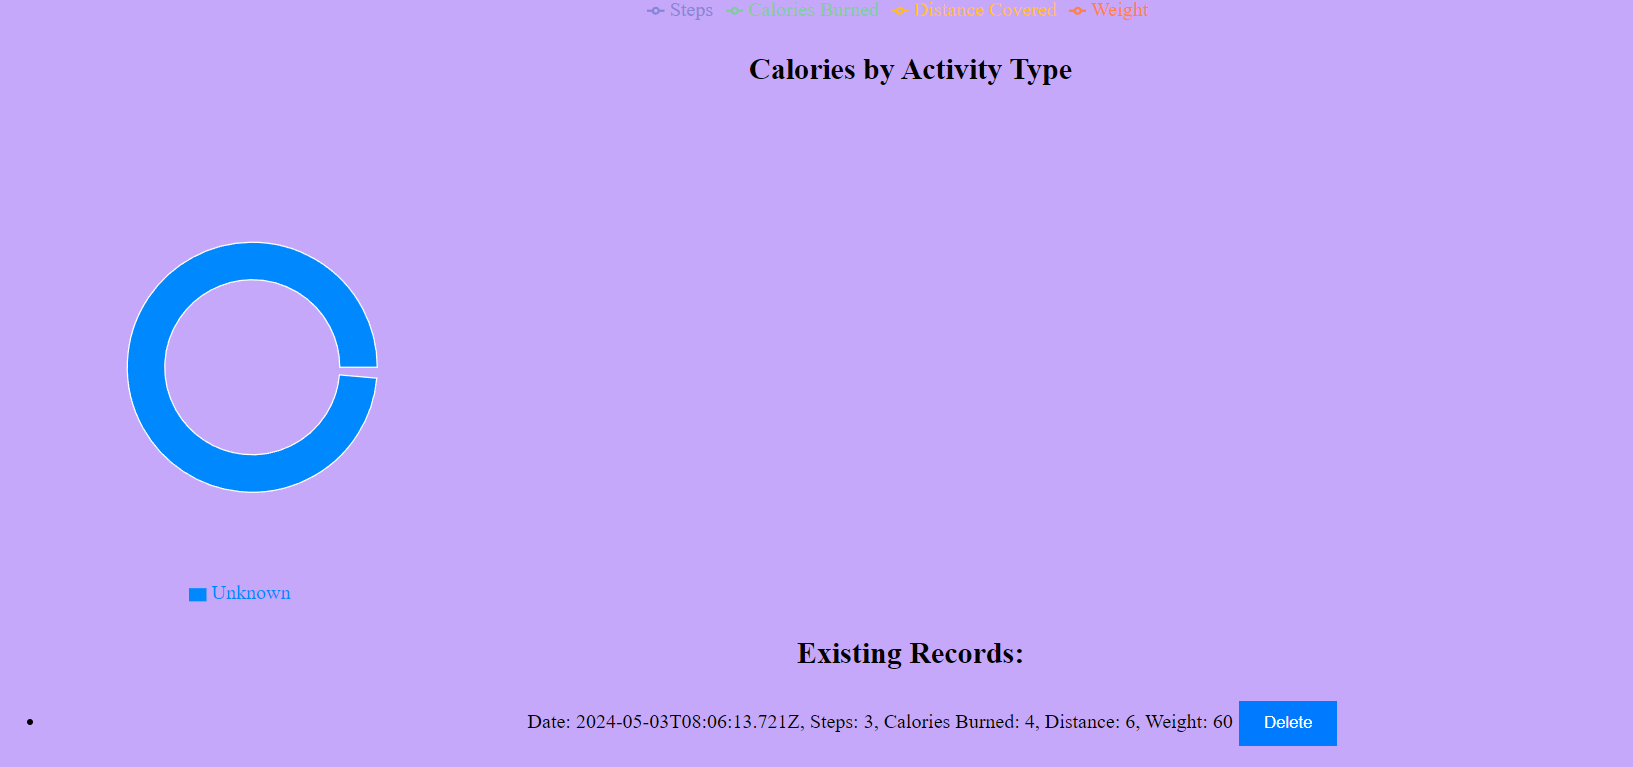 Steps Calories Burned Distance Covered Weight
Calories by Activity Type
Unknown
Existing Records:
Date: 2024-05-03T08:06:13.721Z, Steps: 3, Calories Burned: 4, Distance: 6, Weight: 60 Delete